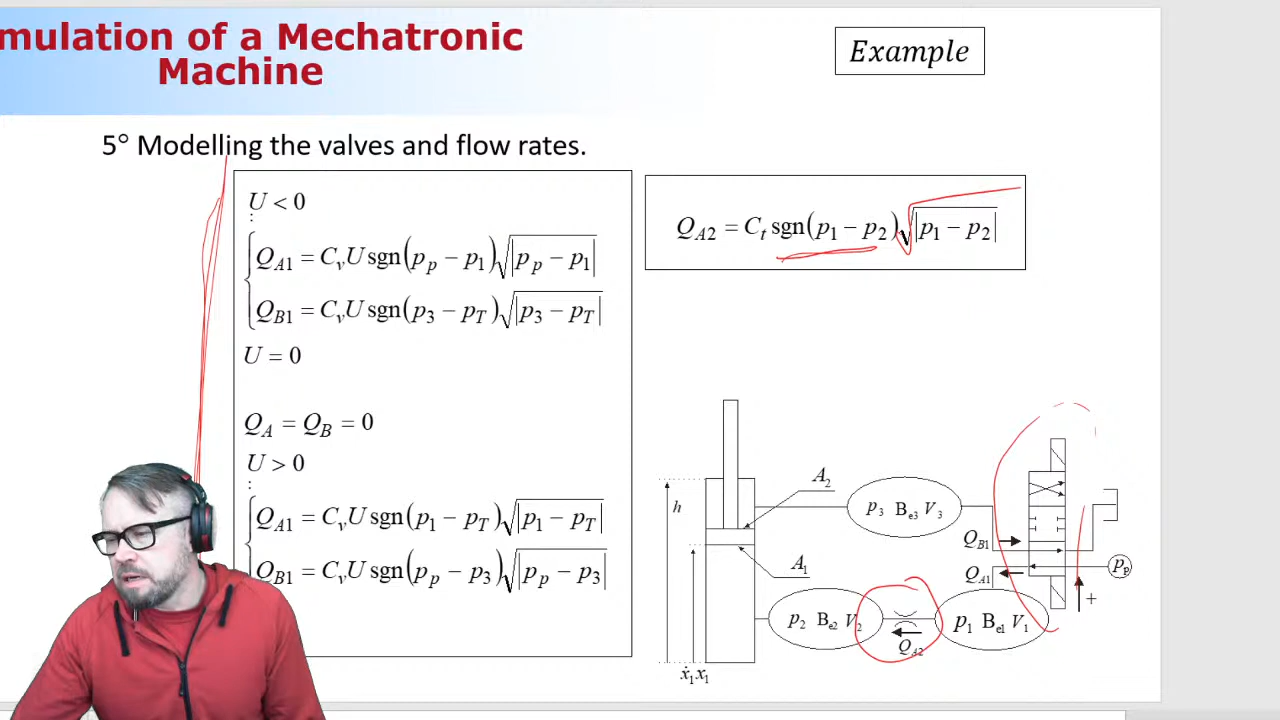 mulation of a Mechatronic
Machine
Example
5° Modelling the valves and flow rates.
U < 0
⋮
Q_A1 = C_v U sgn(p_p − p_1)√|p_p − p_1|
Q_B1 = C_v U sgn(p_3 − p_T)√|p_3 − p_T|
U = 0
Q_A = Q_B = 0
U > 0
⋮
Q_A1 = C_v U sgn(p_1 − p_T)√|p_1 − p_T|
Q_B1 = C_v U sgn(p_p − p_3)√|p_p − p_3|
Q_A2 = C_t sgn(p_1 − p_2)√|p_1 − p_2|
h
A_2
p_3 B_e3 V_3
Q_B1
A_1
Q_A1
p_p
+
p_2 B_e2 V_2
Q_A2
p_1 B_e1 V_1
ẋ_1 x_1